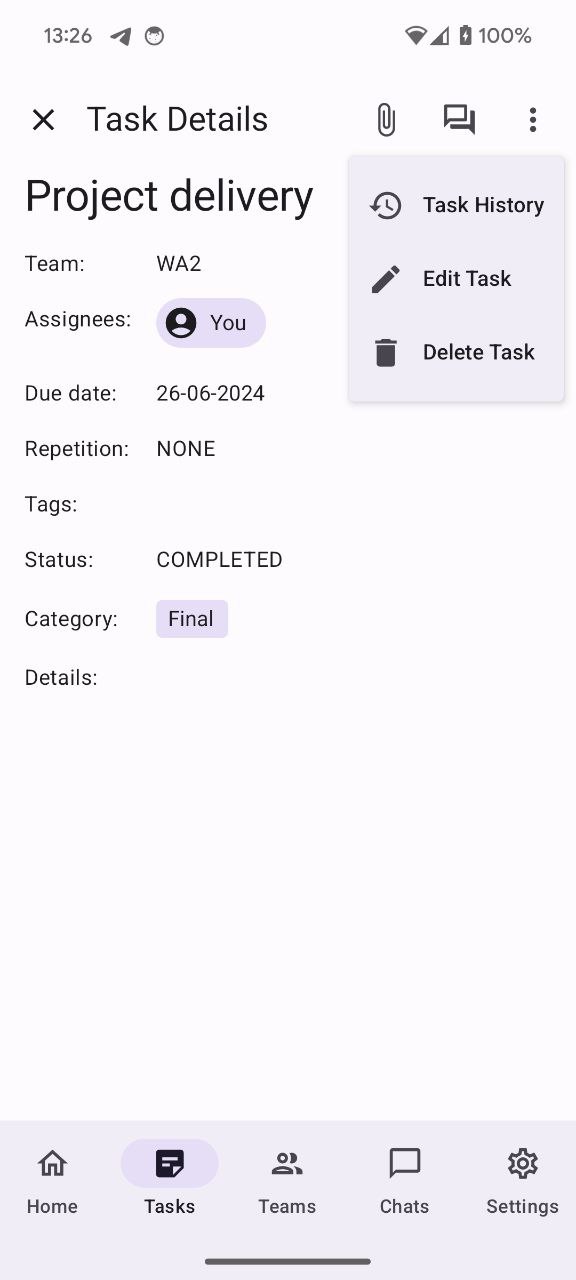 13:26 100%
Task Details
Project delivery
Task History
Edit Task
Delete Task
Team: WA2
Assignees: You
Due date: 26-06-2024
Repetition: NONE
Tags:
Status: COMPLETED
Category: Final
Details:
Home Tasks Teams Chats Settings